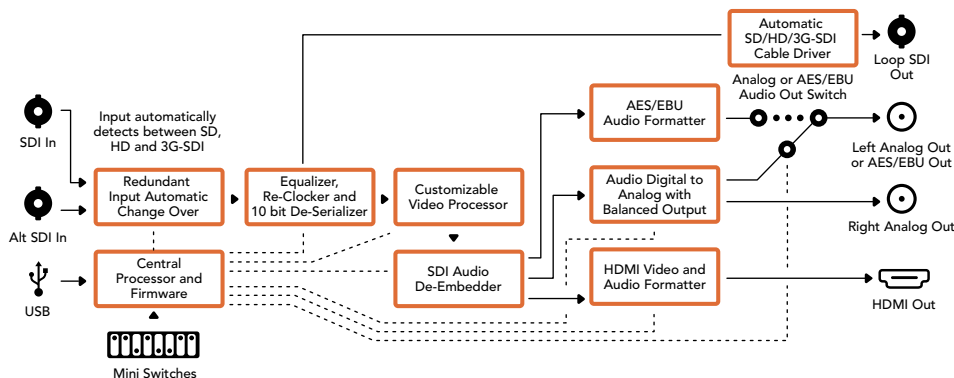 Automatic
SD/HD/3G-SDI
Cable Driver
Loop SDI
Out
Analog or AES/EBU
Audio Out Switch
AES/EBU
Audio Formatter
Input automatically
detects between SD,
HD and 3G-SDI
SDI In
Left Analog Out
or AES/EBU Out
Redundant
Input Automatic
Change Over
Equalizer,
Re-Clocker and
10 bit De-Serializer
Customizable
Video Processor
Audio Digital to
Analog with
Balanced Output
Alt SDI In
Right Analog Out
Central
Processor and
Firmware
SDI Audio
De-Embedder
HDMI Video and
Audio Formatter
USB
HDMI Out
Mini Switches